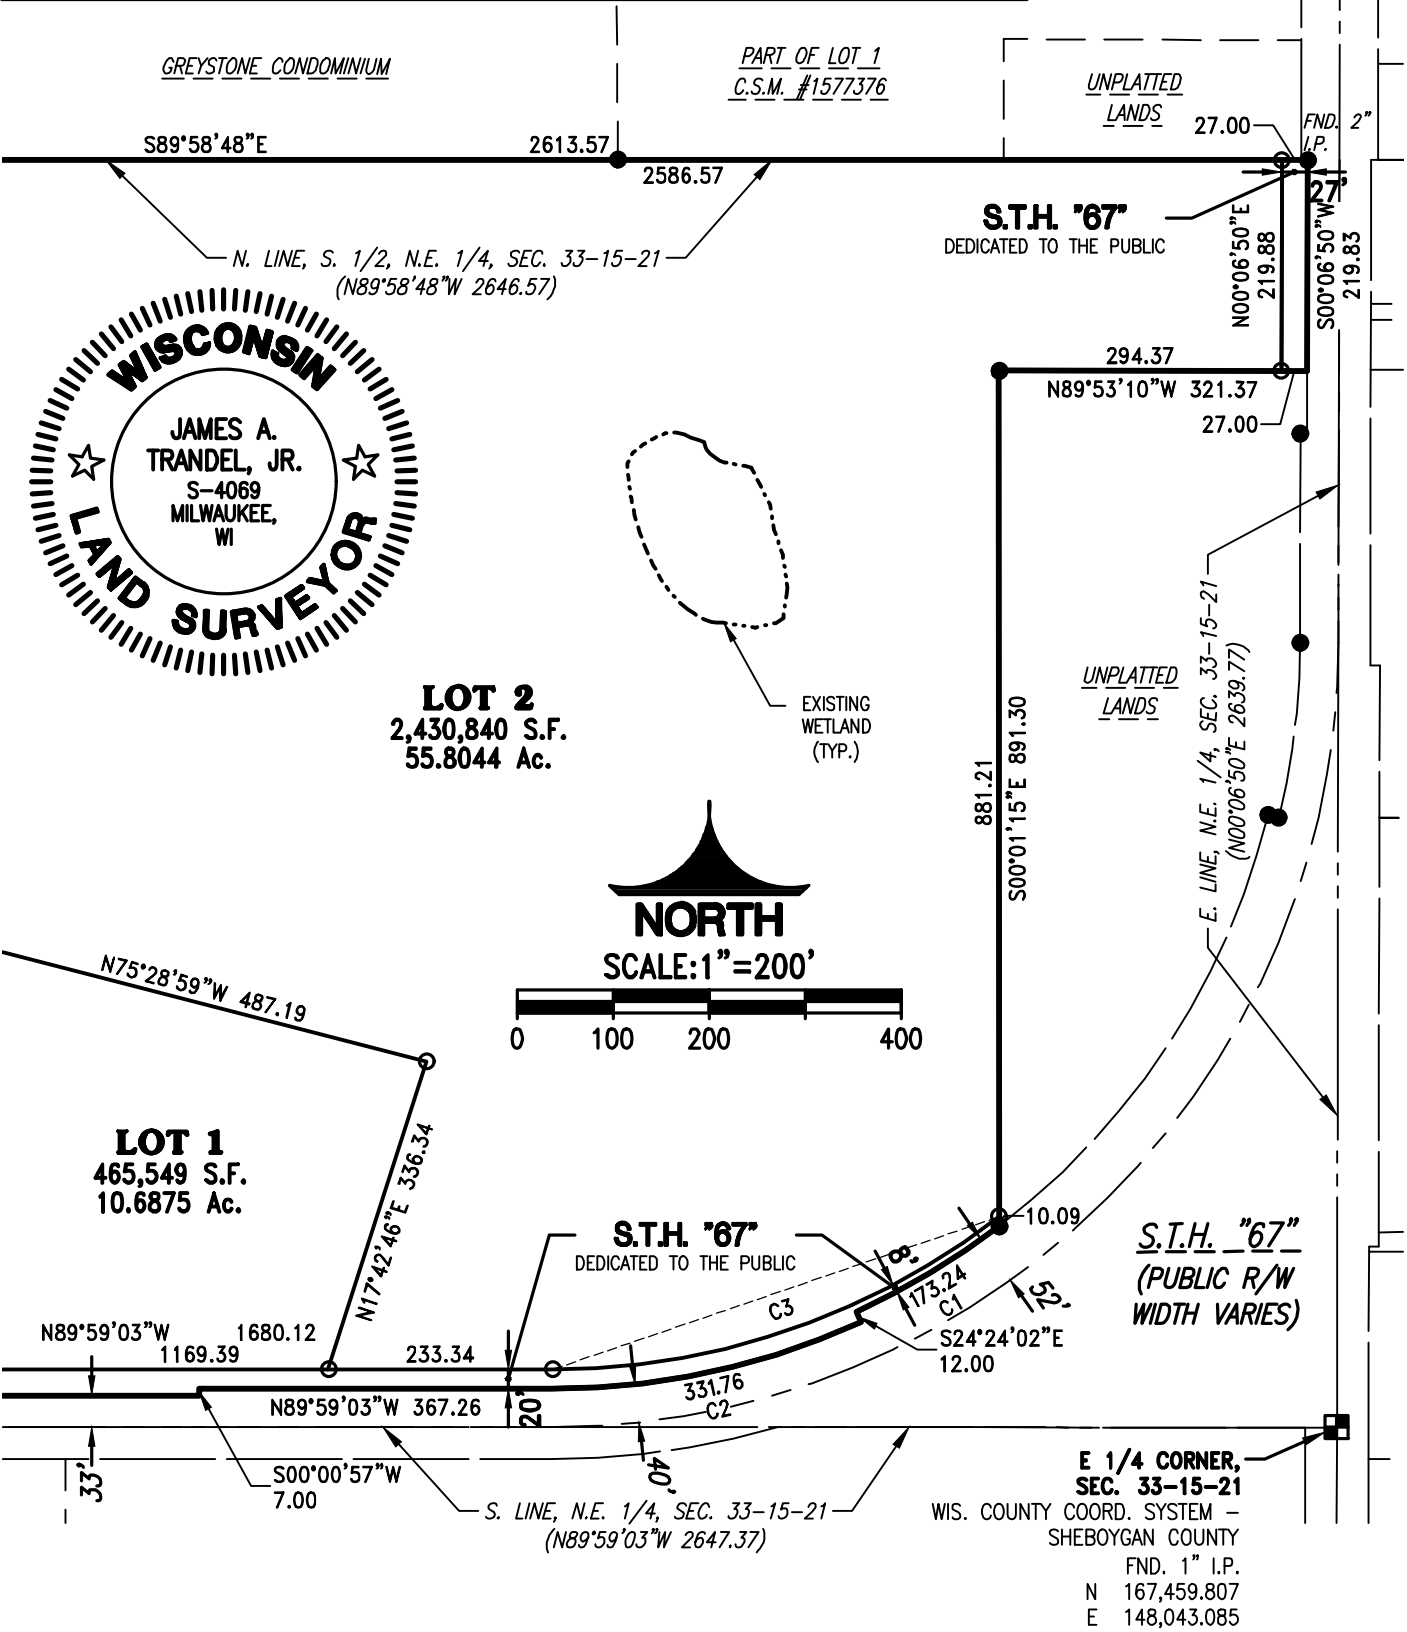 GREYSTONE CONDOMINIUM
PART OF LOT 1
C.S.M. #1577376
UNPLATTED
LANDS
27.00
FND. 2"
I.P.
S89°58'48"E
2613.57
2586.57
27'
S.T.H. "67"
DEDICATED TO THE PUBLIC
N00°06'50"E
219.88
S00°06'50"W
219.83
N. LINE, S. 1/2, N.E. 1/4, SEC. 33-15-21
(N89°58'48"W 2646.57)
WISCONSIN
LAND SURVEYOR
JAMES A.
TRANDEL, JR.
S-4069
MILWAUKEE,
WI
294.37
N89°53'10"W 321.37
27.00
EXISTING
WETLAND
(TYP.)
LOT 2
2,430,840 S.F.
55.8044 Ac.
881.21
S00°01'15"E 891.30
UNPLATTED
LANDS
E. LINE, N.E. 1/4, SEC. 33-15-21
(N00°06'50"E 2639.77)
NORTH
SCALE:1"=200'
0 100 200 400
N75°28'59"W 487.19
LOT 1
465,549 S.F.
10.6875 Ac.
N17°42'46"E 336.34
S.T.H. "67"
DEDICATED TO THE PUBLIC
10.09
8'
173.24
C1
C3
52'
S.T.H. "67"
(PUBLIC R/W
WIDTH VARIES)
S24°24'02"E
12.00
N89°59'03"W 1680.12
1169.39
233.34
331.76
C2
N89°59'03"W 367.26
20'
33'
S00°00'57"W
7.00
40'
S. LINE, N.E. 1/4, SEC. 33-15-21
(N89°59'03"W 2647.37)
E 1/4 CORNER,
SEC. 33-15-21
WIS. COUNTY COORD. SYSTEM –
SHEBOYGAN COUNTY
FND. 1" I.P.
N 167,459.807
E 148,043.085